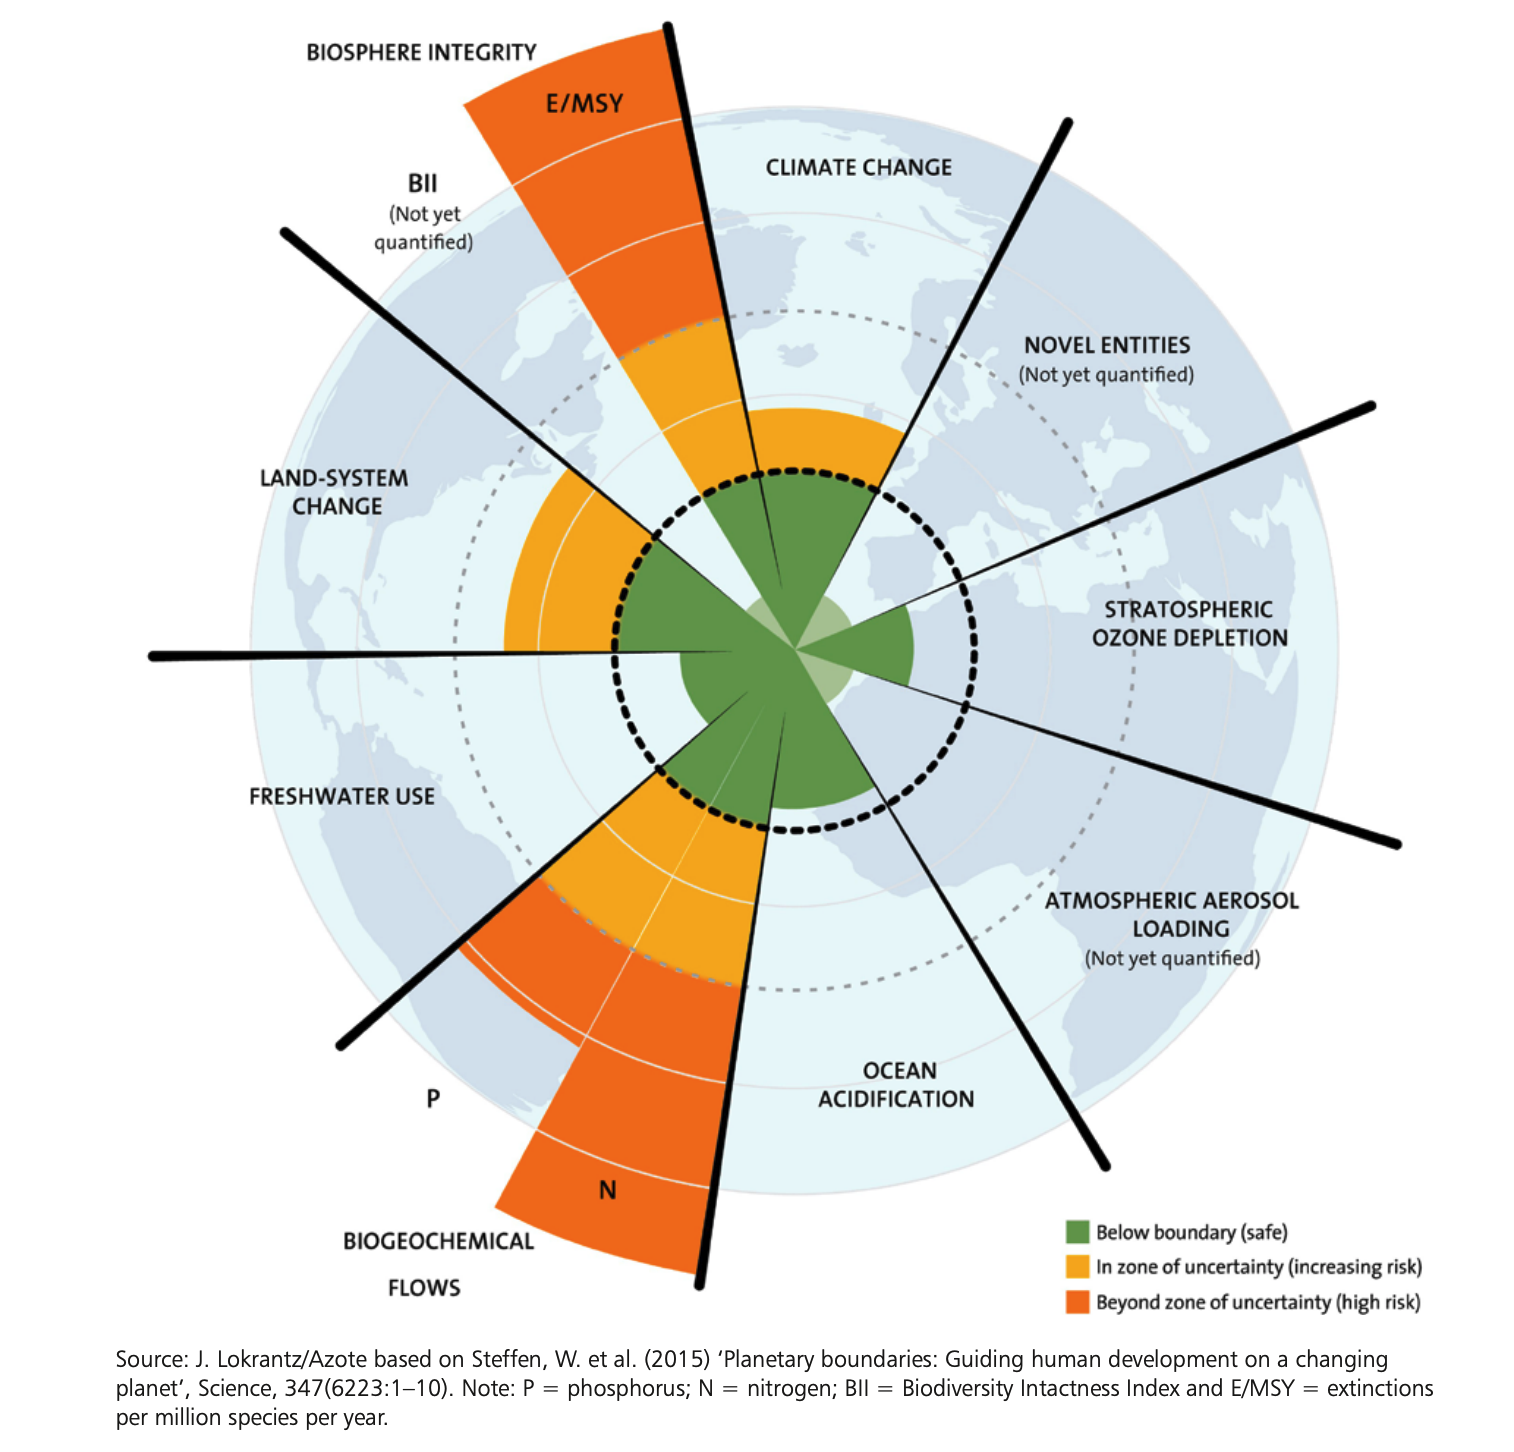 BIOSPHERE INTEGRITY
E/MSY
BII
(Not yet
quantified)
CLIMATE CHANGE
NOVEL ENTITIES
(Not yet quantified)
LAND-SYSTEM
CHANGE
STRATOSPHERIC
OZONE DEPLETION
FRESHWATER USE
ATMOSPHERIC AEROSOL
LOADING
(Not yet quantified)
OCEAN
ACIDIFICATION
P
N
BIOGEOCHEMICAL
FLOWS
Below boundary (safe)
In zone of uncertainty (increasing risk)
Beyond zone of uncertainty (high risk)
Source: J. Lokrantz/Azote based on Steffen, W. et al. (2015) ‘Planetary boundaries: Guiding human development on a changing
planet’, Science, 347(6223:1–10). Note: P = phosphorus; N = nitrogen; BII = Biodiversity Intactness Index and E/MSY = extinctions
per million species per year.